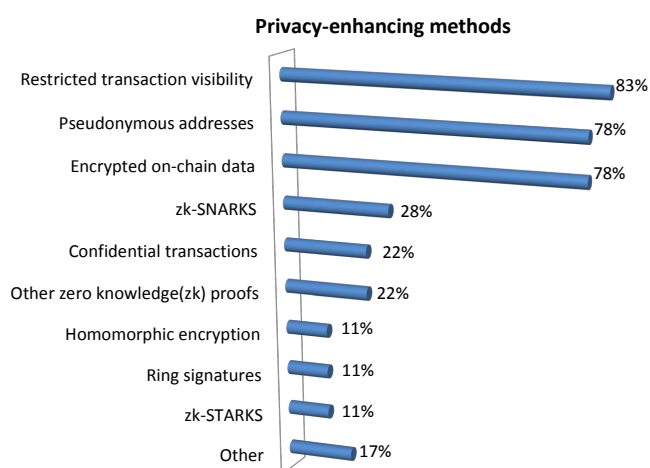 Privacy-enhancing methods
Restricted transaction visibility 83%
Pseudonymous addresses 78%
Encrypted on-chain data 78%
zk-SNARKS 28%
Confidential transactions 22%
Other zero knowledge(zk) proofs 22%
Homomorphic encryption 11%
Ring signatures 11%
zk-STARKS 11%
Other 17%